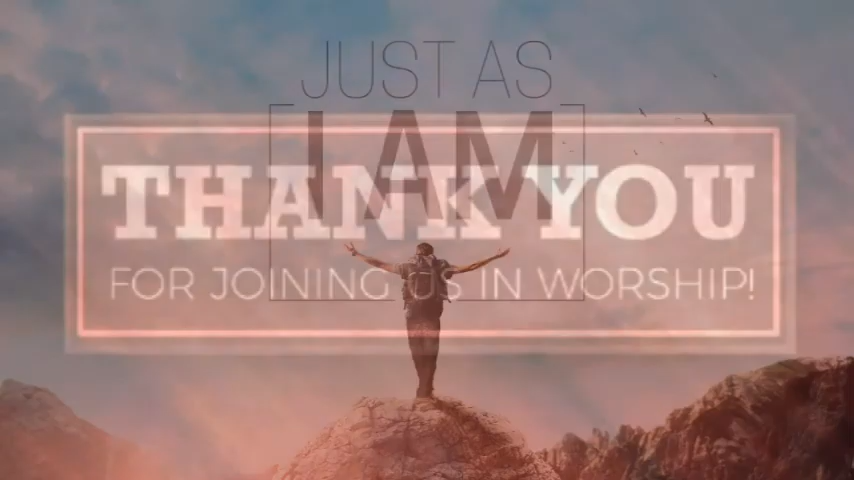 JUST AS
I AM
THANK YOU
FOR JOINING US IN WORSHIP!